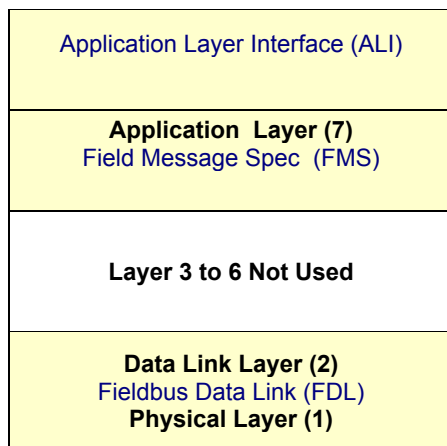 Application Layer Interface (ALI)
Application Layer (7)
Field Message Spec (FMS)
Layer 3 to 6 Not Used
Data Link Layer (2)
Fieldbus Data Link (FDL)
Physical Layer (1)